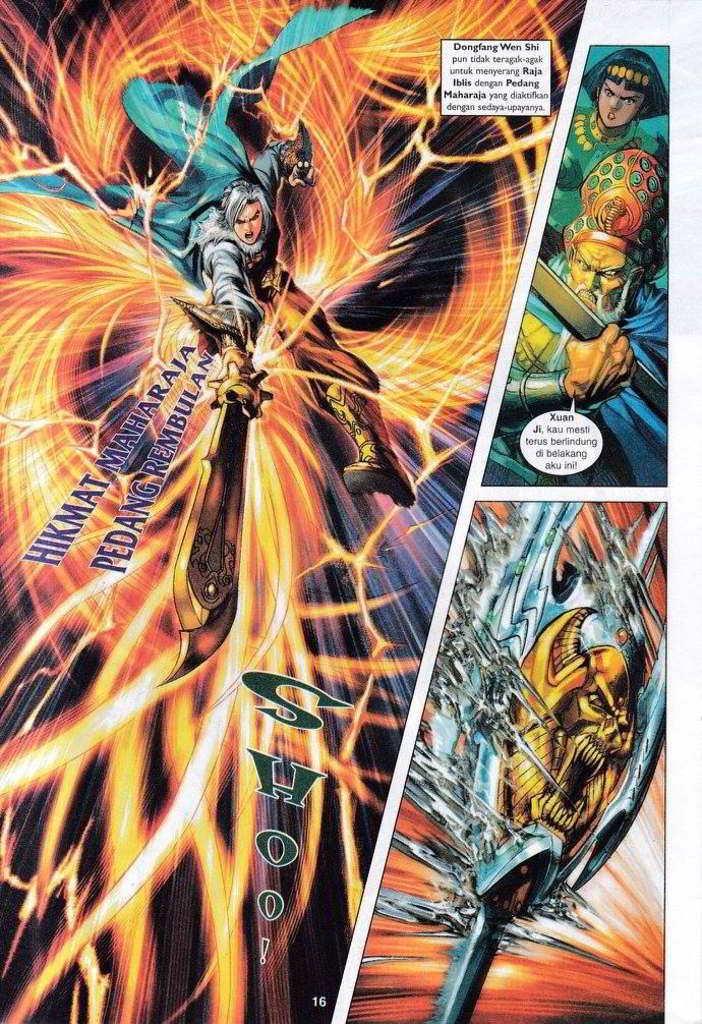 Dongfang Wen Shi
pun tidak teragak-agak
untuk menyerang Raja
Iblis dengan Pedang
Maharaja yang diaktifkan
dengan sedaya-upayanya.
HIKMAT MAHARAJA
PEDANG REMBULAN
Xuan
Ji, kau mesti
terus berlindung
di belakang
aku ini!
SHOO!
16